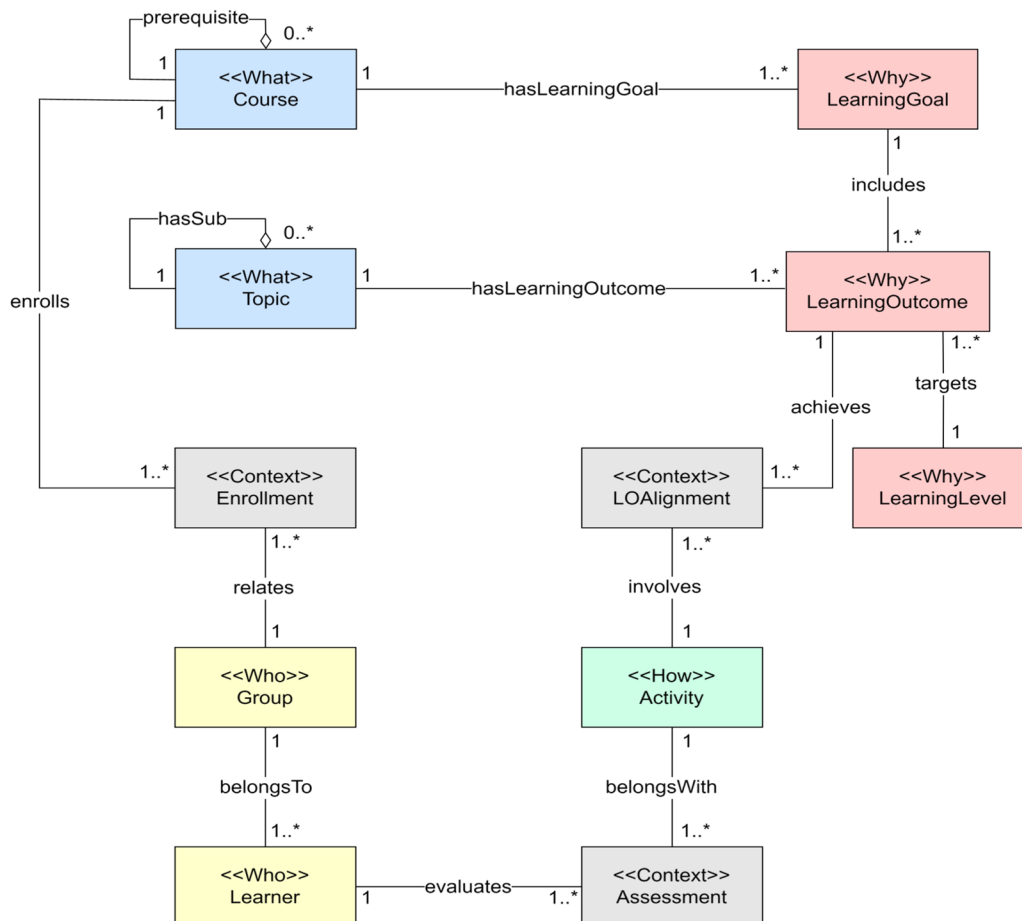 prerequisite
0..*
1
<<What>>
Course
1
1
hasLearningGoal
1..*
<<Why>>
LearningGoal
1
includes
1..*
hasSub
0..*
1
<<What>>
Topic
1
hasLearningOutcome
1..*
<<Why>>
LearningOutcome
enrolls
1
1..*
achieves
targets
1..*
1
1..*
<<Context>>
Enrollment
<<Context>>
LOAlignment
<<Why>>
LearningLevel
1..*
1..*
relates
involves
1
1
<<Who>>
Group
<<How>>
Activity
1
1
belongsTo
belongsWith
1..*
1..*
<<Who>>
Learner
1
evaluates
1..*
<<Context>>
Assessment